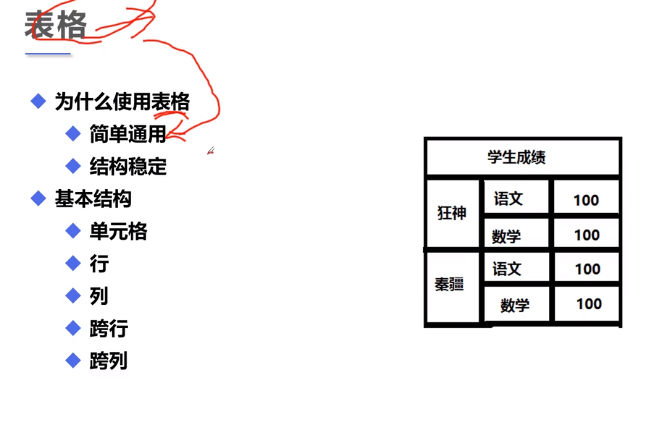 表格
为什么使用表格
简单通用
结构稳定
基本结构
单元格
行
列
跨行
跨列
学生成绩
狂神
语文 100
数学 100
秦疆
语文 100
数学 100